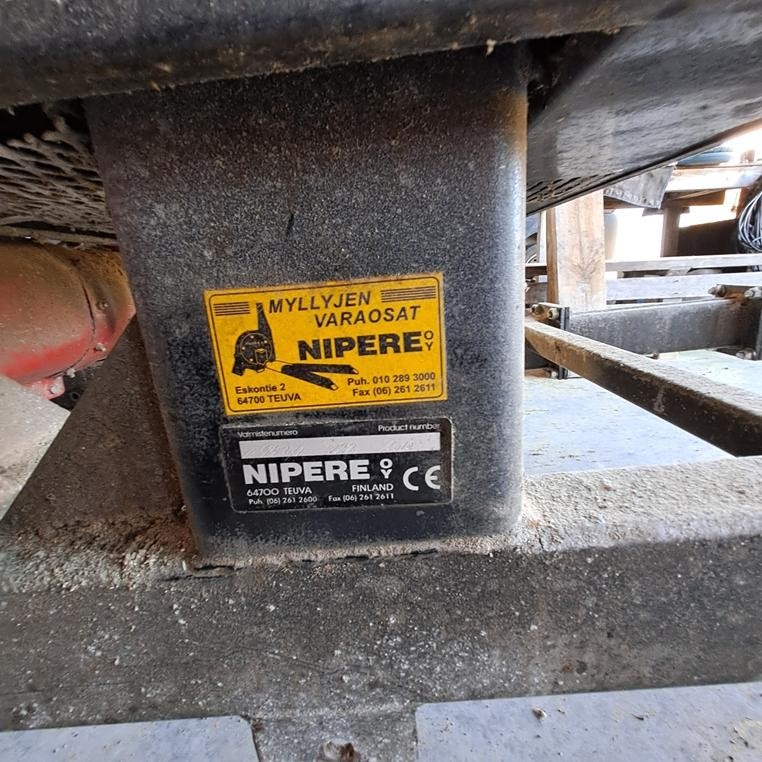 MYLLYJEN
VARAOSAT
NIPERE OY
Eskontie 2
64700 TEUVA
Puh. 010 289 3000
Fax (06) 261 2611
Valmistenumero Product number
NIPERE OY
64700 TEUVA FINLAND CE
Puh. (06) 261 2600 Fax (06) 261 2611